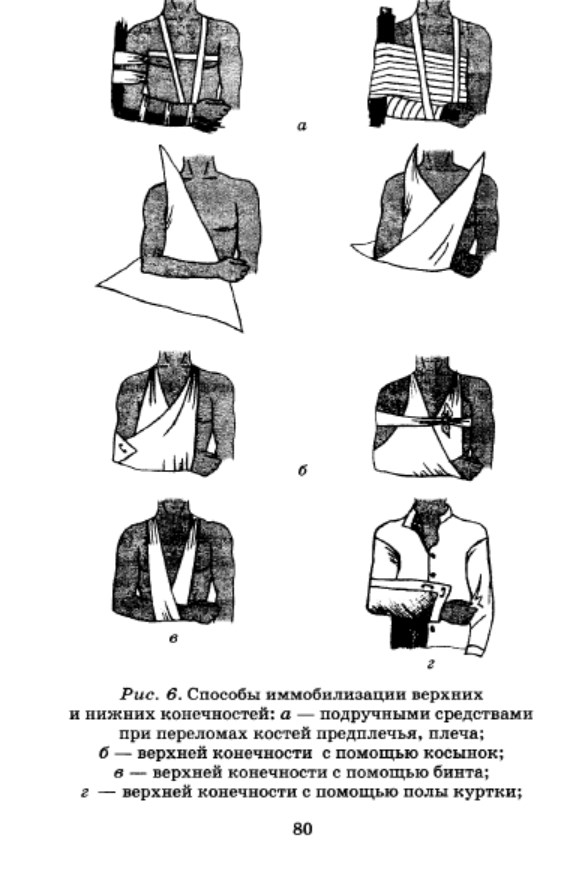 а
б
в
г
Рис. 6. Способы иммобилизации верхних
и нижних конечностей: а — подручными средствами
при переломах костей предплечья, плеча;
б — верхней конечности с помощью косынок;
в — верхней конечности с помощью бинта;
г — верхней конечности с помощью полы куртки;
80